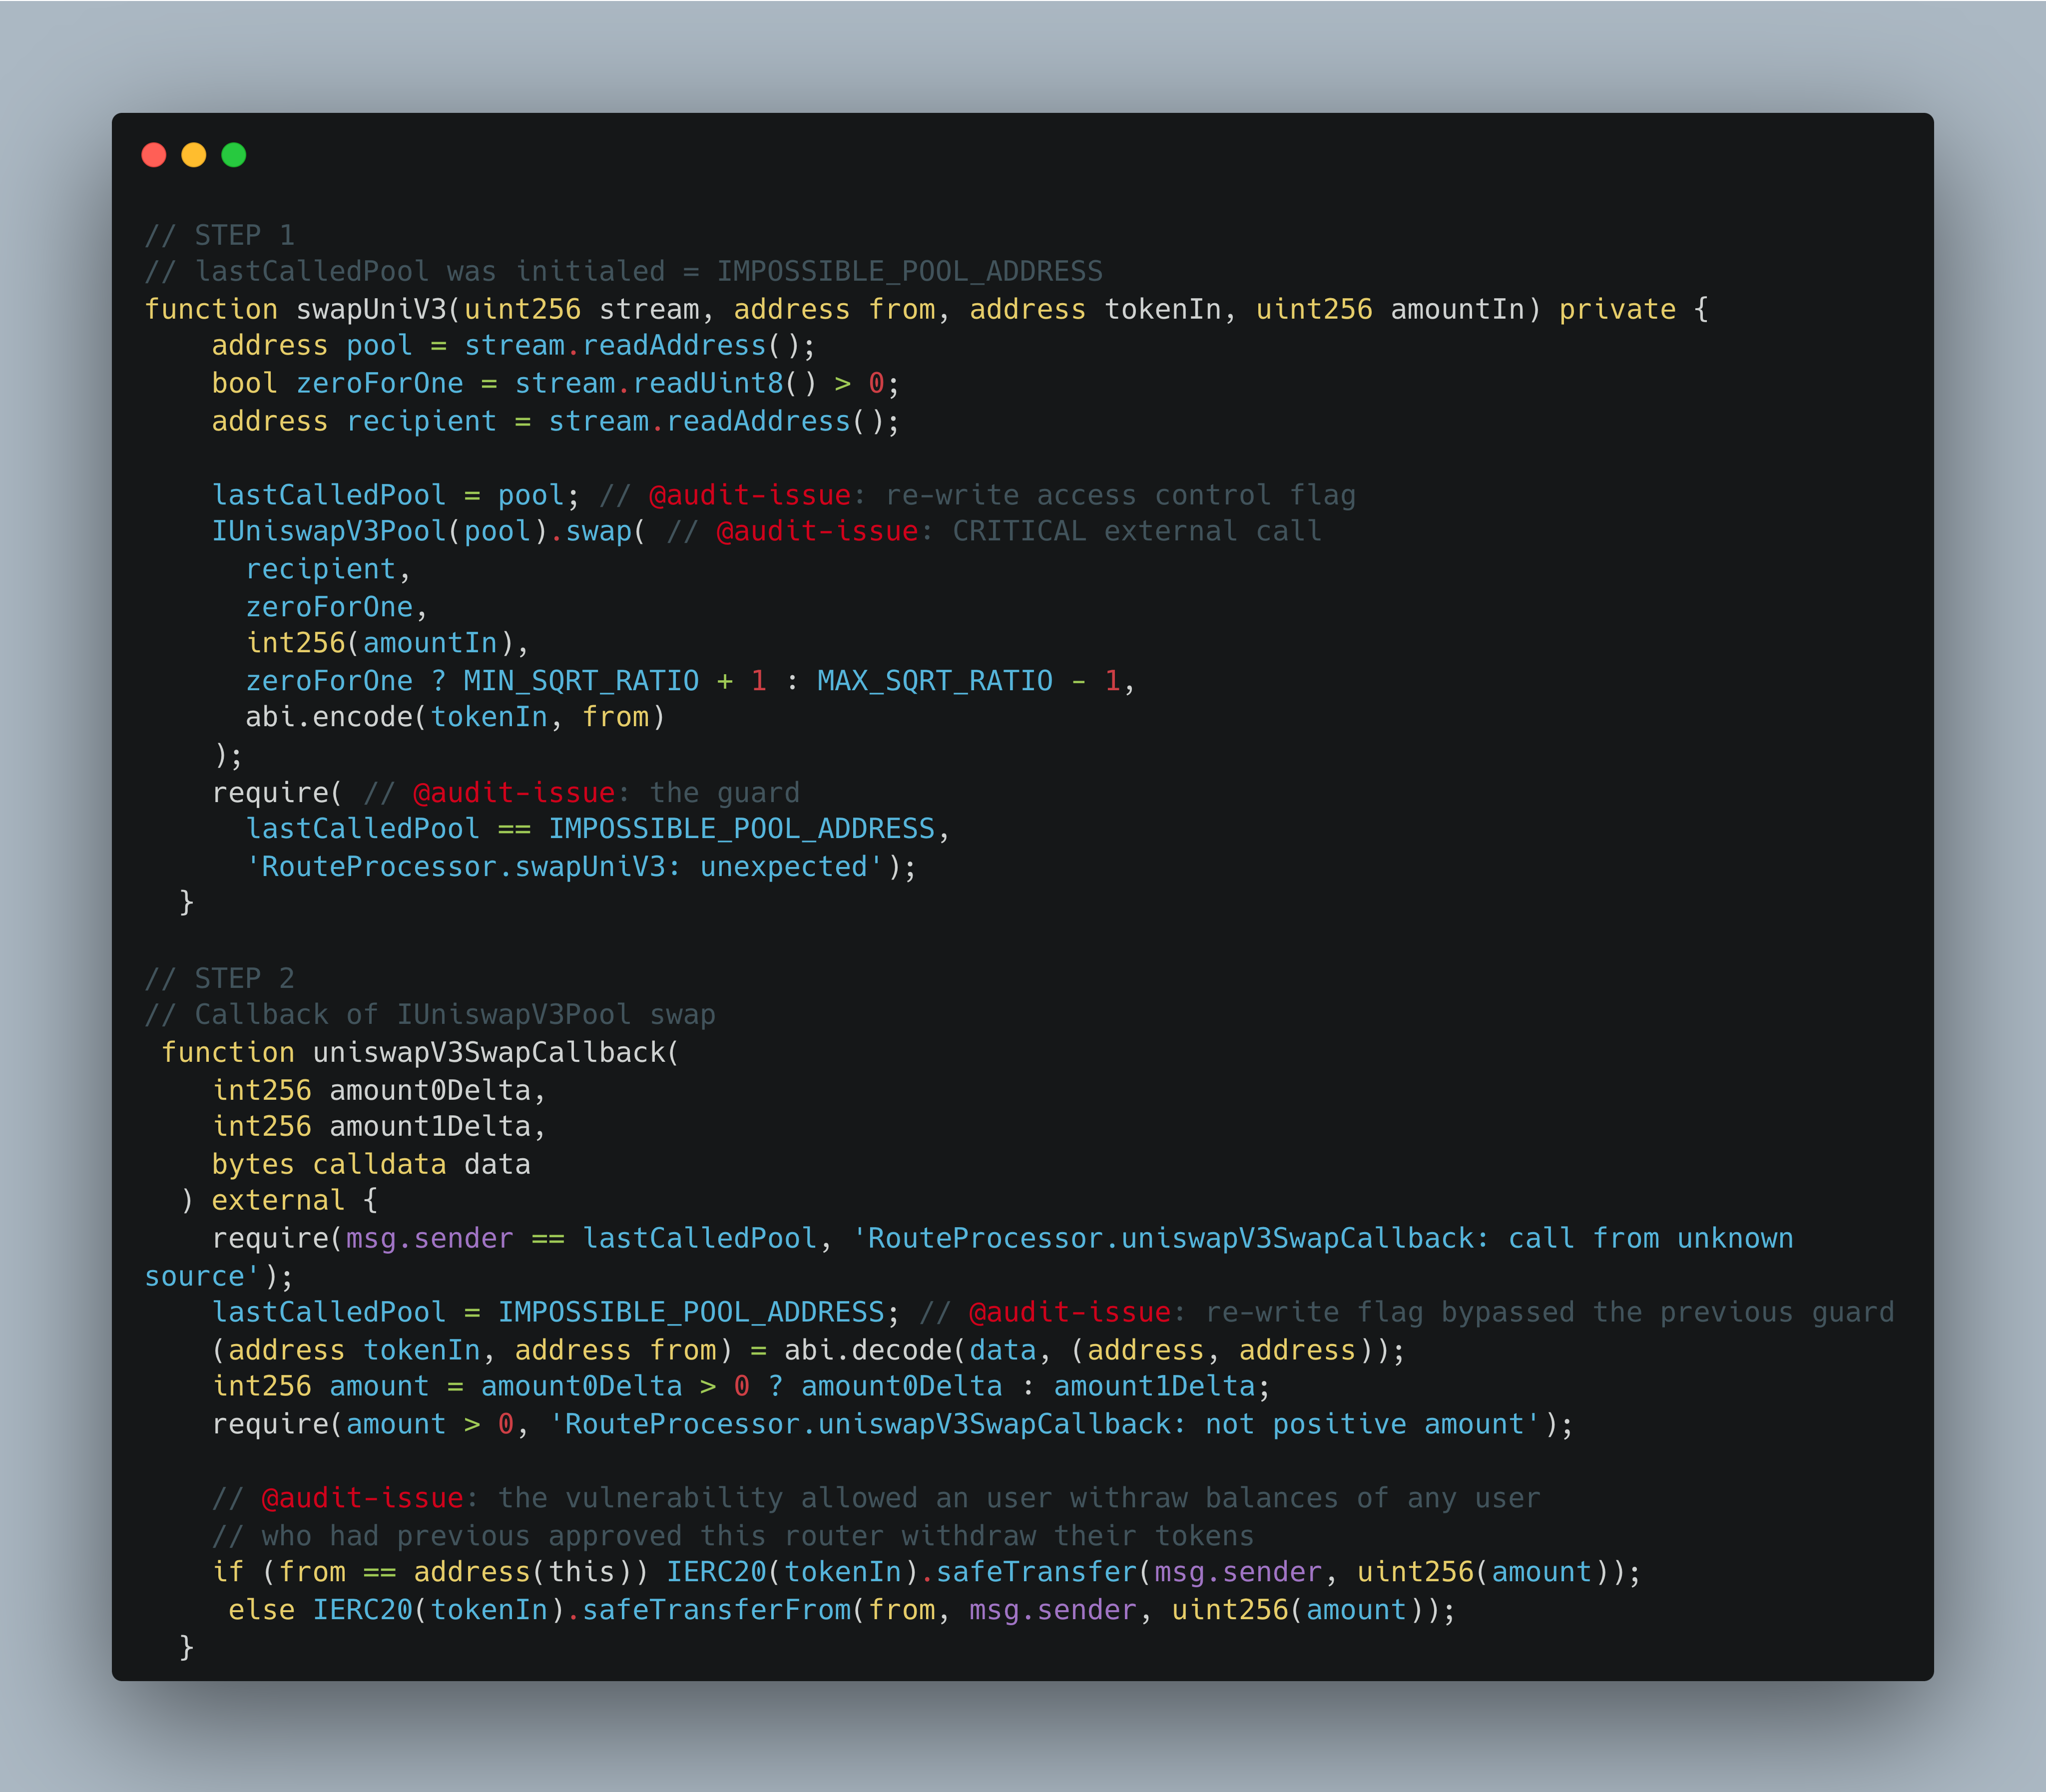 // STEP 1
// lastCalledPool was initialed = IMPOSSIBLE_POOL_ADDRESS
function swapUniV3(uint256 stream, address from, address tokenIn, uint256 amountIn) private {
    address pool = stream.readAddress();
    bool zeroForOne = stream.readUint8() > 0;
    address recipient = stream.readAddress();

    lastCalledPool = pool; // @audit-issue: re-write access control flag
    IUniswapV3Pool(pool).swap( // @audit-issue: CRITICAL external call
      recipient,
      zeroForOne,
      int256(amountIn),
      zeroForOne ? MIN_SQRT_RATIO + 1 : MAX_SQRT_RATIO - 1,
      abi.encode(tokenIn, from)
    );
    require( // @audit-issue: the guard
      lastCalledPool == IMPOSSIBLE_POOL_ADDRESS,
      'RouteProcessor.swapUniV3: unexpected');
  }

// STEP 2
// Callback of IUniswapV3Pool swap
 function uniswapV3SwapCallback(
    int256 amount0Delta,
    int256 amount1Delta,
    bytes calldata data
  ) external {
    require(msg.sender == lastCalledPool, 'RouteProcessor.uniswapV3SwapCallback: call from unknown
source');
    lastCalledPool = IMPOSSIBLE_POOL_ADDRESS; // @audit-issue: re-write flag bypassed the previous guard
    (address tokenIn, address from) = abi.decode(data, (address, address));
    int256 amount = amount0Delta > 0 ? amount0Delta : amount1Delta;
    require(amount > 0, 'RouteProcessor.uniswapV3SwapCallback: not positive amount');

    // @audit-issue: the vulnerability allowed an user withraw balances of any user
    // who had previous approved this router withdraw their tokens
    if (from == address(this)) IERC20(tokenIn).safeTransfer(msg.sender, uint256(amount));
     else IERC20(tokenIn).safeTransferFrom(from, msg.sender, uint256(amount));
  }